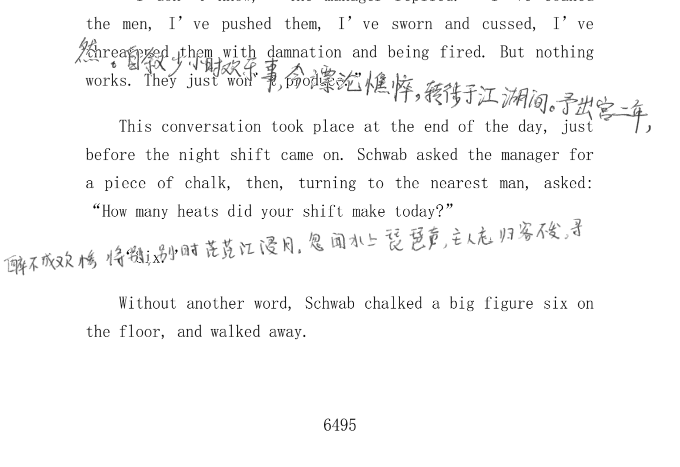 the men, I’ve pushed them, I’ve sworn and cussed, I’ve
threatened them with damnation and being fired. But nothing
works. They just won’t produce.”
然。自叙少小时欢乐事,今漂沦憔悴,转徙于江湖间。予出官二年,
This conversation took place at the end of the day, just
before the night shift came on. Schwab asked the manager for
a piece of chalk, then, turning to the nearest man, asked:
“How many heats did your shift make today?”
醉不成欢惨将别,别时茫茫江浸月。忽闻水上琵琶声,主人忘归客不发,寻
“Six.”
Without another word, Schwab chalked a big figure six on
the floor, and walked away.
6495